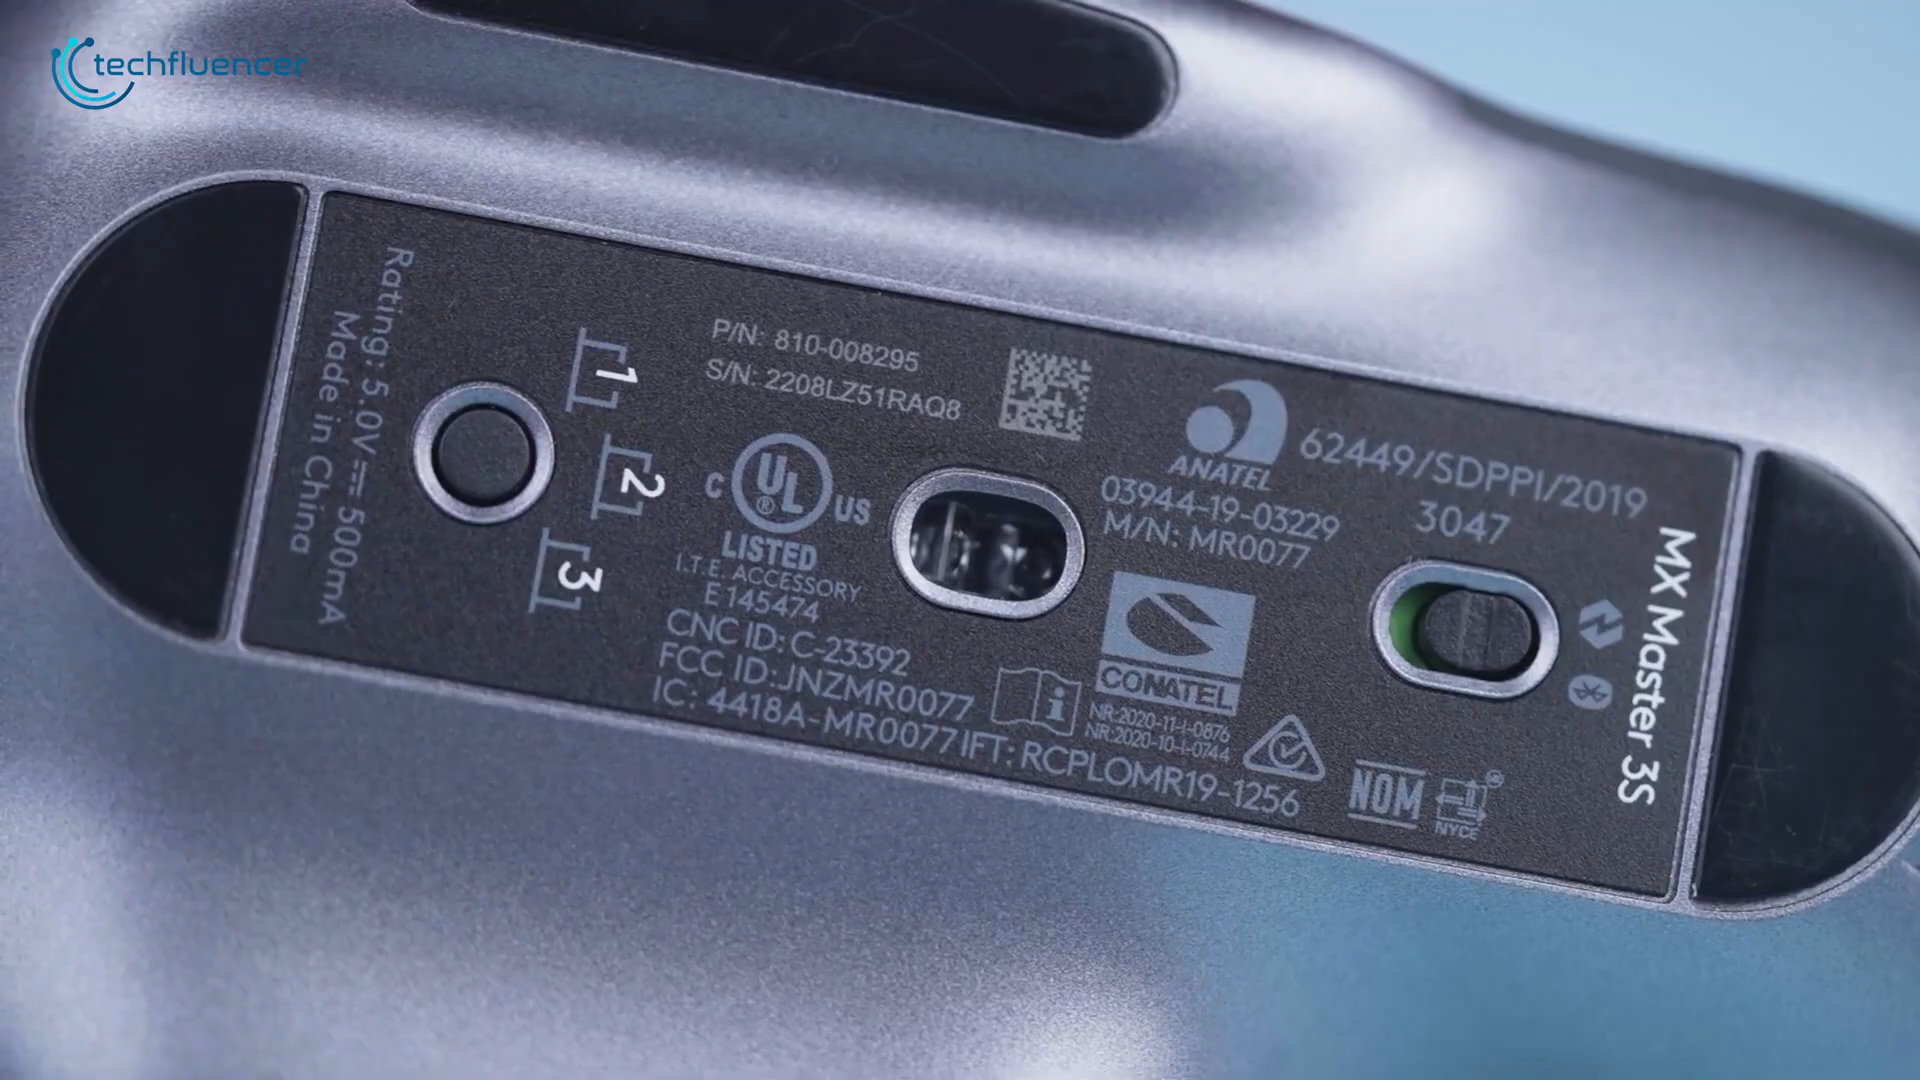 techfluencer
Rating: 5.0V ⎓ 500mA
Made in China
1
2
3
P/N: 810-008295
S/N: 2208LZ51RAQ8
C UL ® US
LISTED
I.T.E. ACCESSORY
E145474
CNC ID: C-23392
FCC ID:JNZMR0077
IC: 4418A-MR0077
IFT: RCPLOMR19-1256
ANATEL
03944-19-03229
M/N: MR0077
CONATEL
NR:2020-11-I-0876
NR:2020-10-I-0744
62449/SDPPI/2019
3047
NOM
NYCE
MX Master 3S